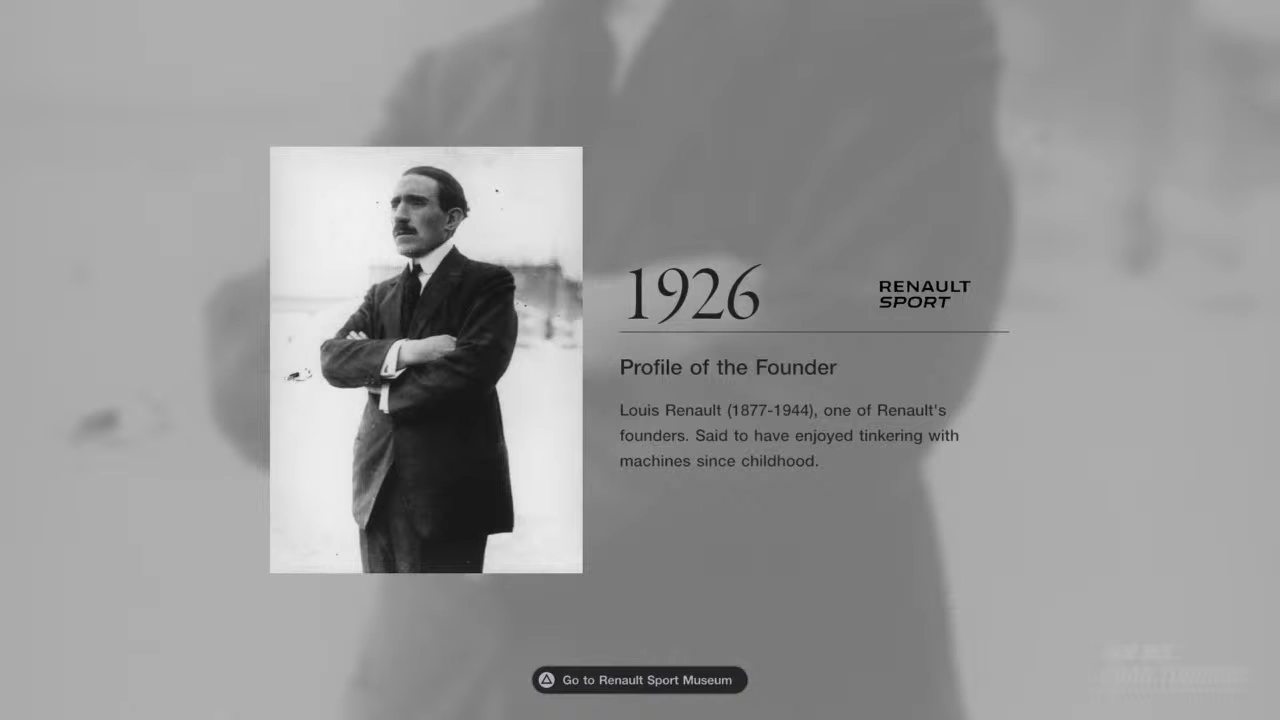 1926
RENAULT
SPORT
Profile of the Founder
Louis Renault (1877-1944), one of Renault's
founders. Said to have enjoyed tinkering with
machines since childhood.
Go to Renault Sport Museum